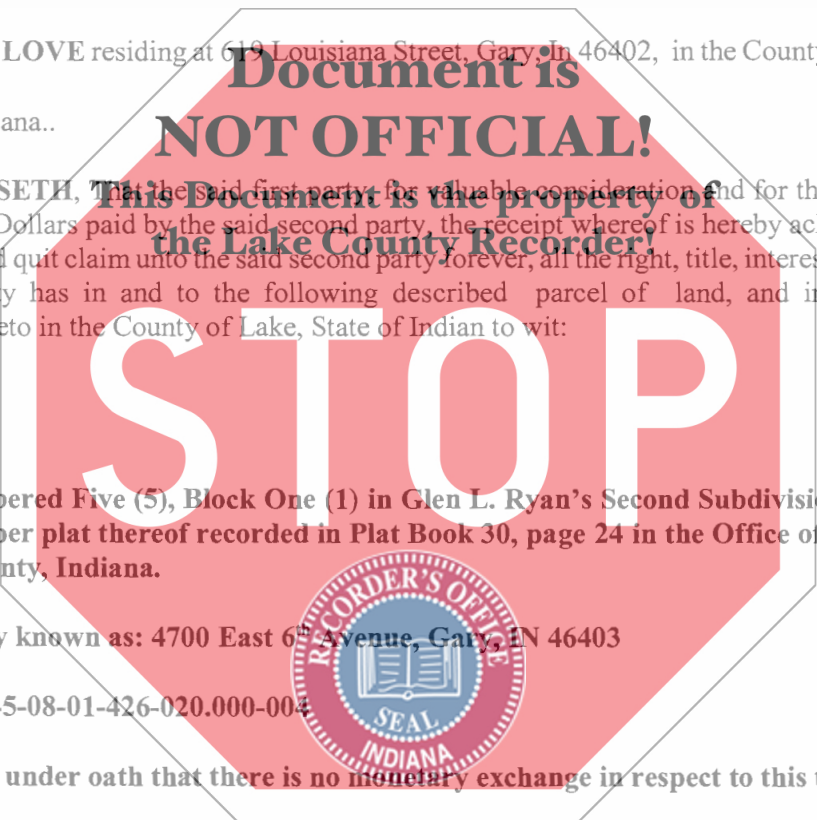 LOVE residing at 619 Louisiana Street, Gary, In 46402, in the County
Document is
ana..
NOT OFFICIAL!
SETH, That the said first party, for valuable consideration and for th
This Document is the property of
Dollars paid by the said second party, the receipt whereof is hereby ac
the Lake County Recorder!
quit claim unto the said second party forever, all the right, title, interes
y has in and to the following described parcel of land, and i
eto in the County of Lake, State of Indian to wit:
STOP
bered Five (5), Block One (1) in Glen L. Ryan's Second Subdivisi
per plat thereof recorded in Plat Book 30, page 24 in the Office of
nty, Indiana.
y known as: 4700 East 6th Avenue, Gary, IN 46403
5-08-01-426-020.000-004
RECORDER'S OFFICE
SEAL
INDIANA
under oath that there is no monetary exchange in respect to this t